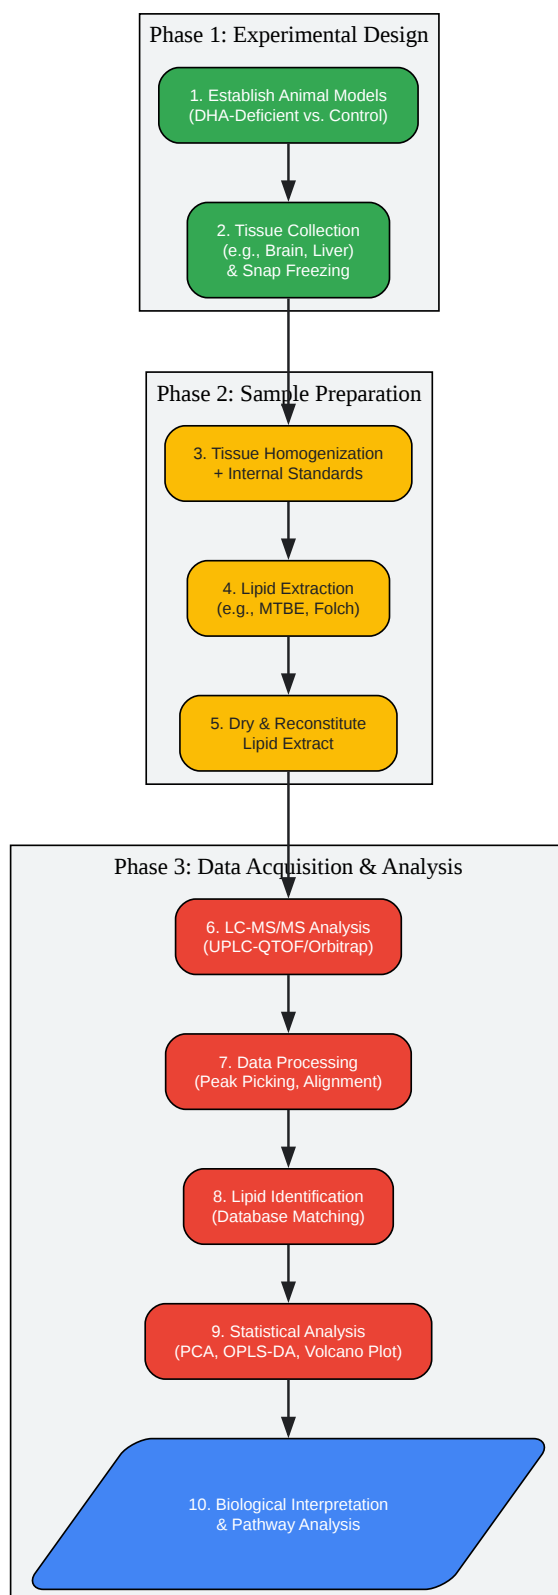 Phase 1: Experimental Design
1. Establish Animal Models
(DHA-Deficient vs. Control)
2. Tissue Collection
(e.g., Brain, Liver)
& Snap Freezing
Phase 2: Sample Preparation
3. Tissue Homogenization
+ Internal Standards
4. Lipid Extraction
(e.g., MTBE, Folch)
5. Dry & Reconstitute
Lipid Extract
Phase 3: Data Acquisition & Analysis
6. LC-MS/MS Analysis
(UPLC-QTOF/Orbitrap)
7. Data Processing
(Peak Picking, Alignment)
8. Lipid Identification
(Database Matching)
9. Statistical Analysis
(PCA, OPLS-DA, Volcano Plot)
10. Biological Interpretation
& Pathway Analysis